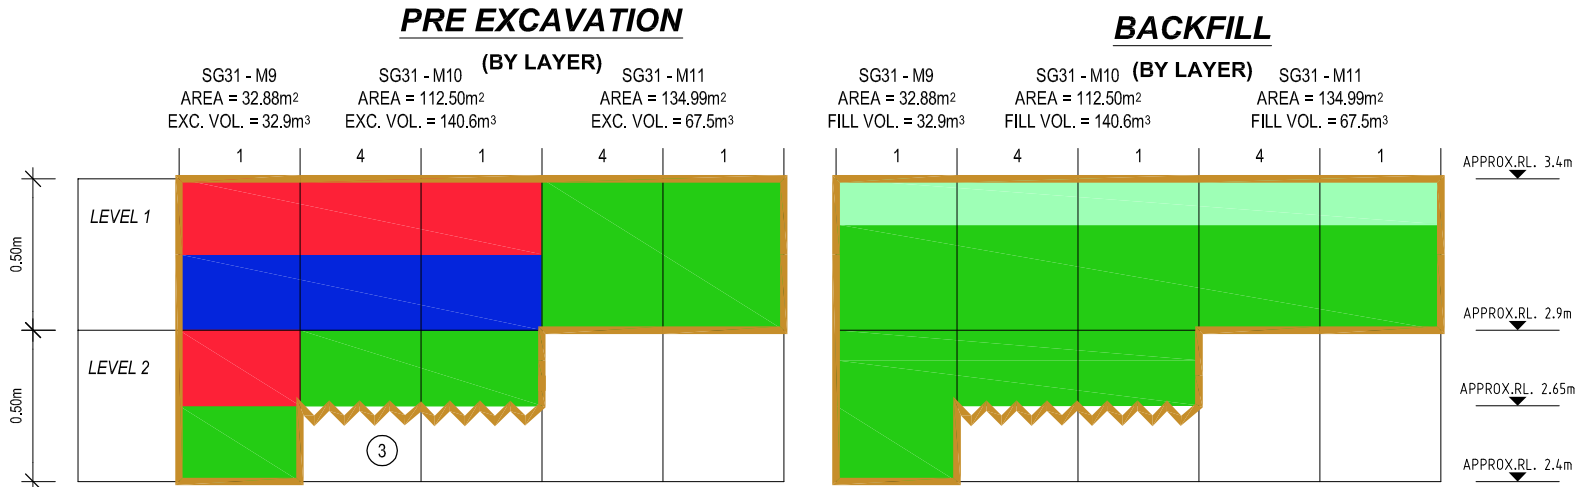 PRE EXCAVATION
(BY LAYER)
SG31 - M9
AREA = 32.88m²
EXC. VOL. = 32.9m³
SG31 - M10
AREA = 112.50m²
EXC. VOL. = 140.6m³
SG31 - M11
AREA = 134.99m²
EXC. VOL. = 67.5m³
1 4 1 4 1
LEVEL 1
0.50m
LEVEL 2
0.50m
3
BACKFILL
(BY LAYER)
SG31 - M9
AREA = 32.88m²
FILL VOL. = 32.9m³
SG31 - M10
AREA = 112.50m²
FILL VOL. = 140.6m³
SG31 - M11
AREA = 134.99m²
FILL VOL. = 67.5m³
1 4 1 4 1
APPROX.RL. 3.4m
APPROX.RL. 2.9m
APPROX.RL. 2.65m
APPROX.RL. 2.4m